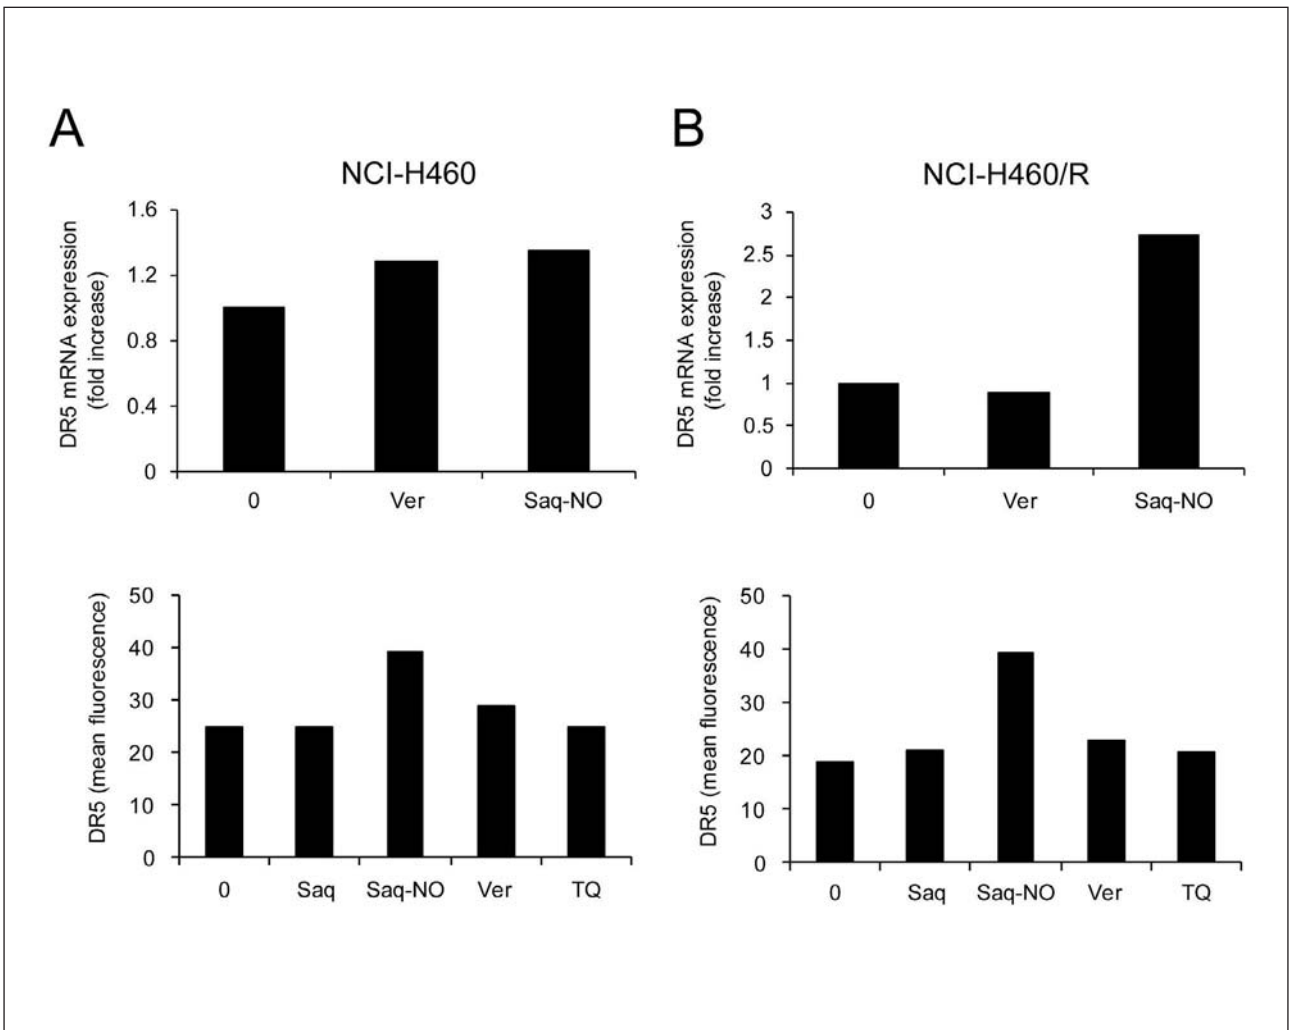 A
NCI-H460
DR5 mRNA expression
(fold increase)
1.6
1.2
0.8
0.4
0
0 Ver Saq-NO
DR5 (mean fluorescence)
50
40
30
20
10
0
0 Saq Saq-NO Ver TQ
B
NCI-H460/R
DR5 mRNA expression
(fold increase)
3
2.5
2
1.5
1
0.5
0
0 Ver Saq-NO
DR5 (mean fluorescence)
50
40
30
20
10
0
0 Saq Saq-NO Ver TQ